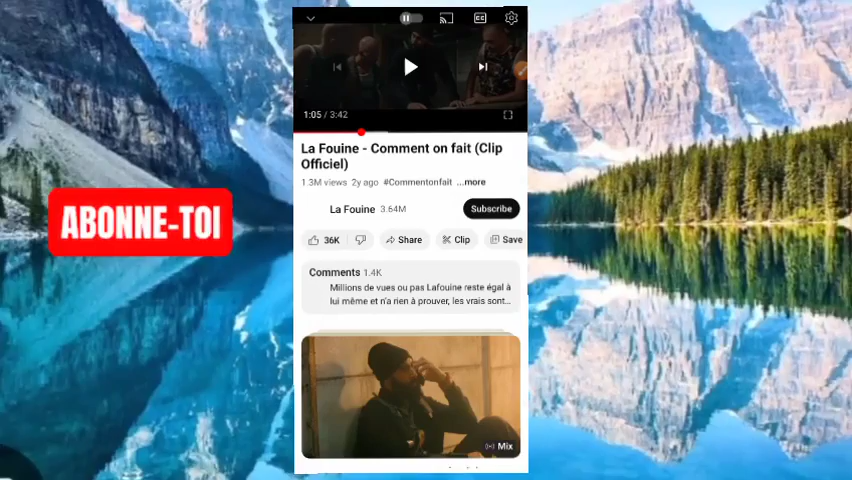 1:05 / 3:42
La Fouine - Comment on fait (Clip
Officiel)
1.3M views 2y ago #Commentonfait ...more
La Fouine 3.64M
Subscribe
ABONNE-TOI
36K
Share
Clip
Save
Comments 1.4K
Millions de vues ou pas Lafouine reste égal à
lui même et n'a rien à prouver, les vrais sont...
Mix